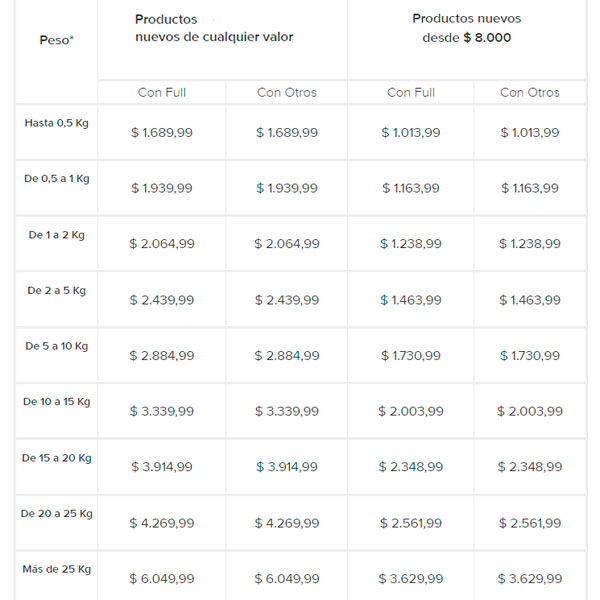 Peso*
Productos
nuevos de cualquier valor
Productos nuevos
desde $ 8.000
Con Full
Con Otros
Con Full
Con Otros
Hasta 0,5 Kg
$ 1.689,99
$ 1.689,99
$ 1.013,99
$ 1.013,99
De 0,5 a 1 Kg
$ 1.939,99
$ 1.939,99
$ 1.163,99
$ 1.163,99
De 1 a 2 Kg
$ 2.064,99
$ 2.064,99
$ 1.238,99
$ 1.238,99
De 2 a 5 Kg
$ 2.439,99
$ 2.439,99
$ 1.463,99
$ 1.463,99
De 5 a 10 Kg
$ 2.884,99
$ 2.884,99
$ 1.730,99
$ 1.730,99
De 10 a 15 Kg
$ 3.339,99
$ 3.339,99
$ 2.003,99
$ 2.003,99
De 15 a 20 Kg
$ 3.914,99
$ 3.914,99
$ 2.348,99
$ 2.348,99
De 20 a 25 Kg
$ 4.269,99
$ 4.269,99
$ 2.561,99
$ 2.561,99
Más de 25 Kg
$ 6.049,99
$ 6.049,99
$ 3.629,99
$ 3.629,99